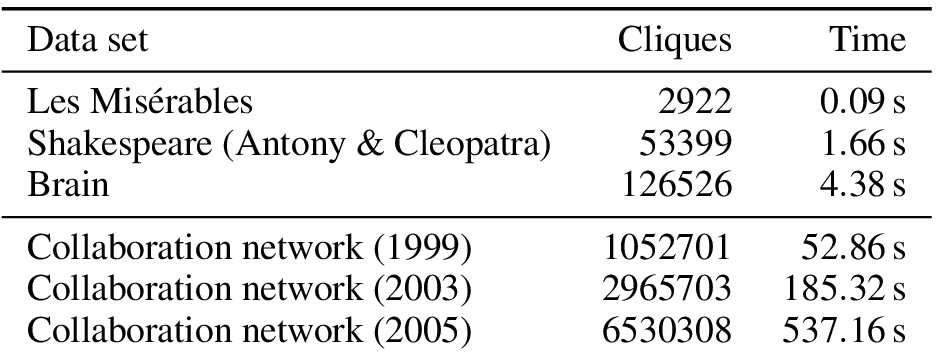 Data set Cliques Time
Les Misérables 2922 0.09 s
Shakespeare (Antony & Cleopatra) 53399 1.66 s
Brain 126526 4.38 s
Collaboration network (1999) 1052701 52.86 s
Collaboration network (2003) 2965703 185.32 s
Collaboration network (2005) 6530308 537.16 s